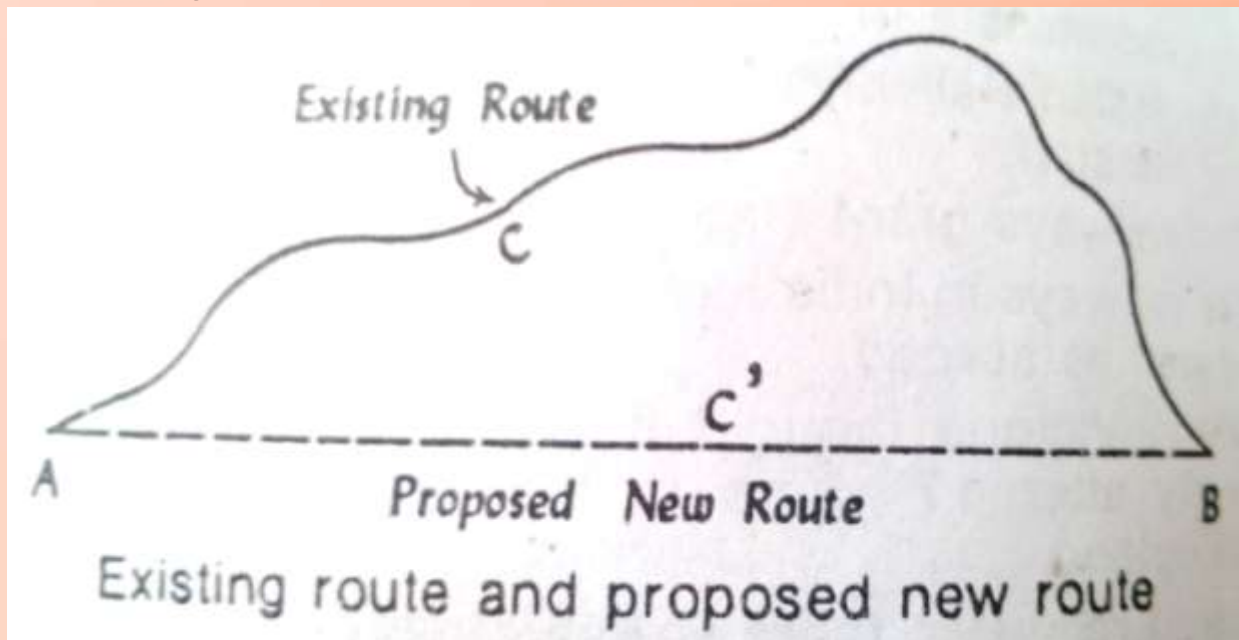 Existing Route
C
C'
A
Proposed New Route
B
Existing route and proposed new route